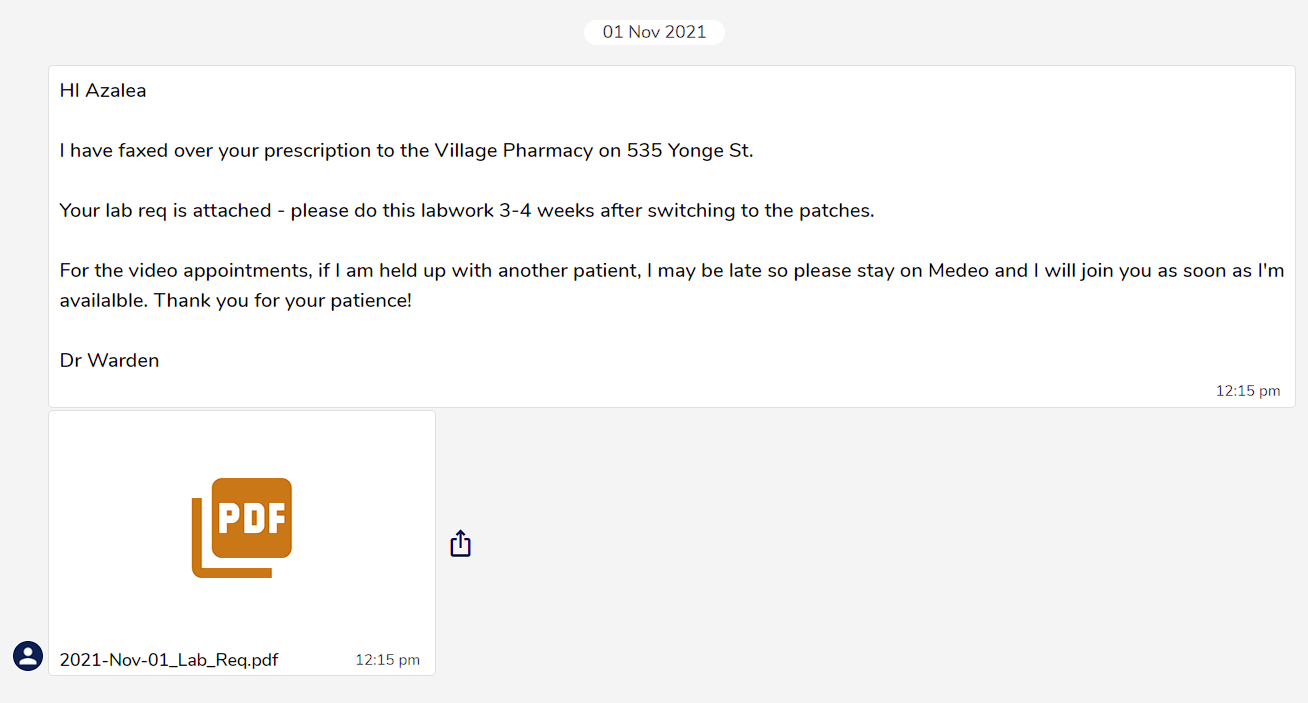 01 Nov 2021
HI Azalea
I have faxed over your prescription to the Village Pharmacy on 535 Yonge St.
Your lab req is attached - please do this labwork 3-4 weeks after switching to the patches.
For the video appointments, if I am held up with another patient, I may be late so please stay on Medeo and I will join you as soon as I'm
availalble. Thank you for your patience!
Dr Warden
12:15 pm
PDF
2021-Nov-01_Lab_Req.pdf 12:15 pm